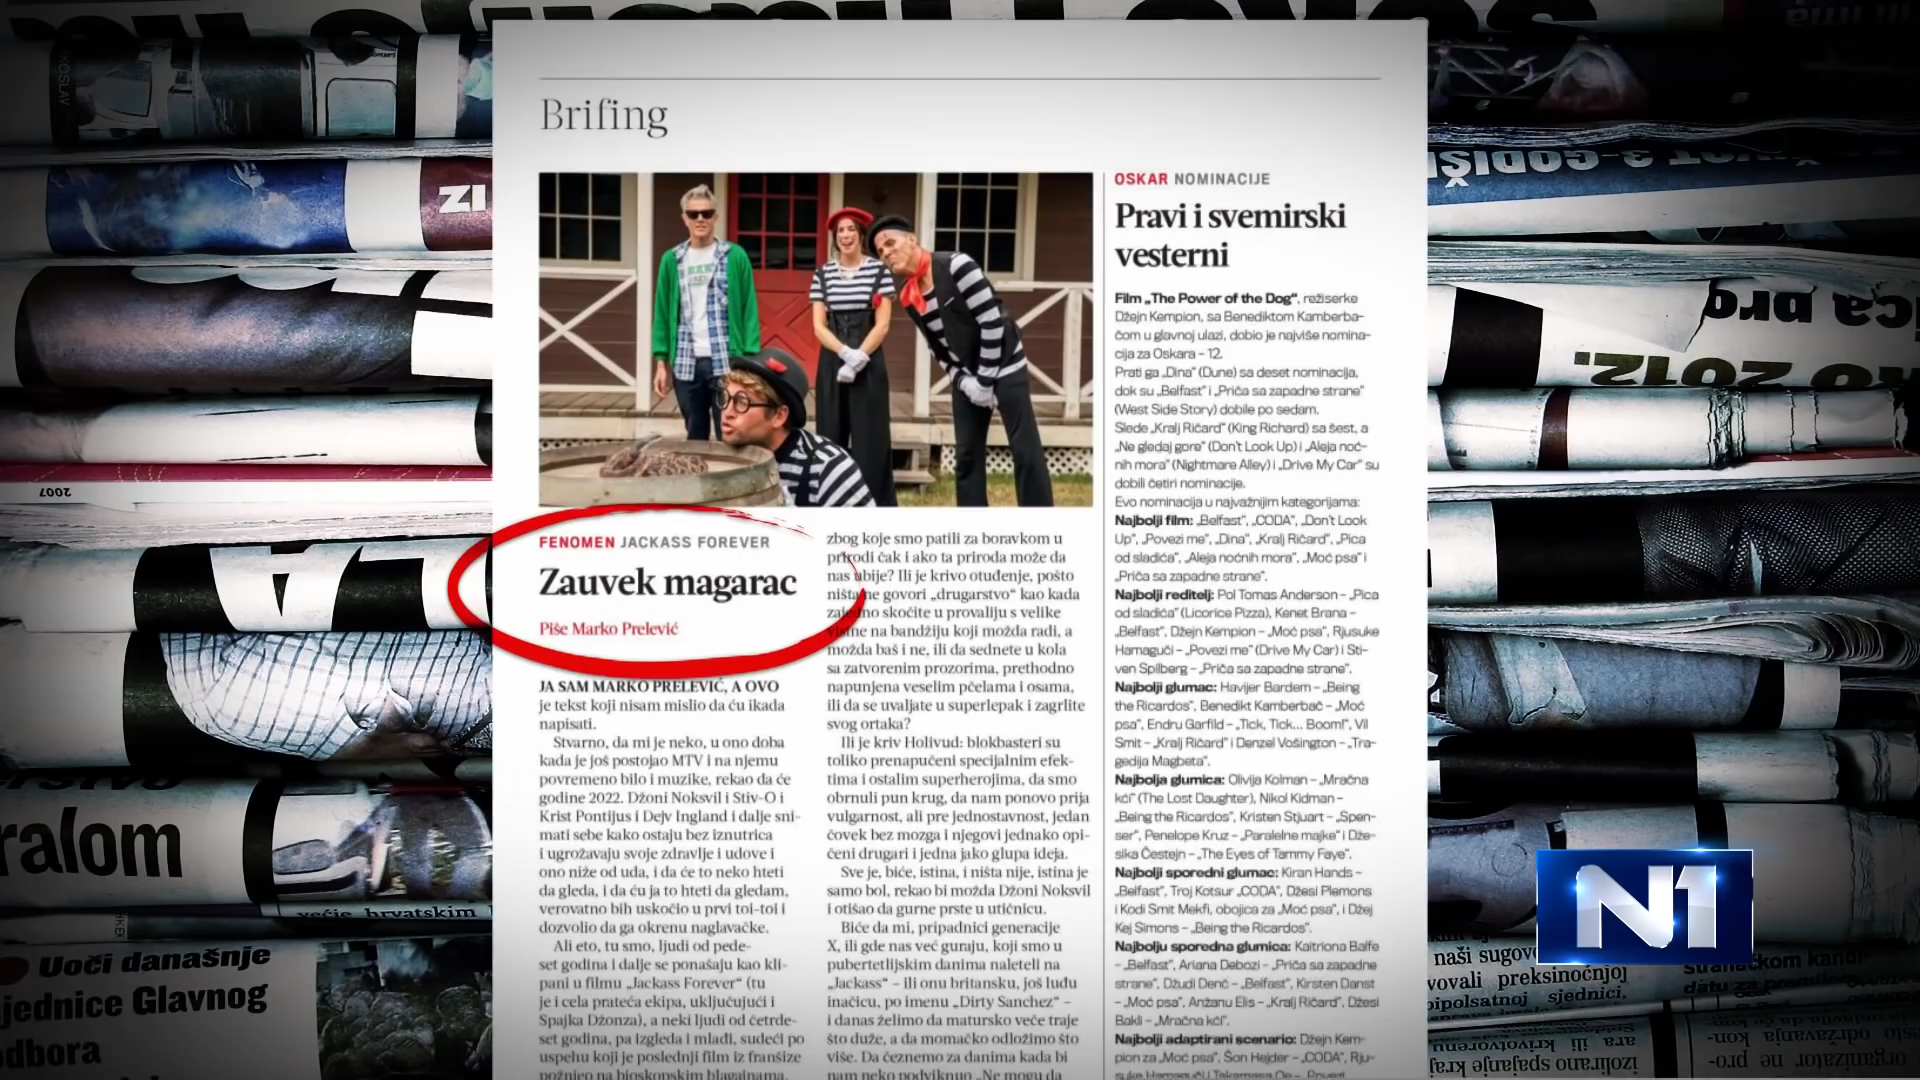 Brifing
FENOMEN JACKASS FOREVER
Zauvek magarac
Piše Marko Prelević
JA SAM MARKO PRELEVIĆ, A OVO
je tekst koji nisam mislio da ću ikada
napisati.
Stvarno, da mi je neko, u ono doba
kada je još postojao MTV i na njemu
povremeno bilo i muzike, rekao da će
godine 2022. Džoni Noksvil i Stiv-O i
Krist Pontijus i Dejv Ingland i dalje sni-
mati sebe kako ostaju bez iznutrica
i ugrožavaju svoje zdravlje i udove i
ono niže od uda, i da će to neko hteti
da gleda, i da ću ja to hteti da gledam,
verovatno bih uskočio u prvi toi-toi i
dozvolio da ga okrenu naglavačke.
Ali eto, tu smo, ljudi od pede-
set godina i dalje se ponašaju kao kli-
pani u filmu „Jackass Forever“ (tu
je i cela prateća ekipa, uključujući i
Spajka Džonza), a neki ljudi od četrde-
set godina, pa izgleda i mlađi, sudeći po
uspehu koji je poslednji film iz franšize
požnjeo na bioskopskim blagajnama,
zbog koje smo patili za boravkom u
prirodi čak i ako ta priroda može da
nas ubije? Ili je krivo otuđenje, pošto
ništa ne govori „drugarstvo“ kao kada
zajedno skočite u provaliju s velike
visine na bandžiju koji možda radi, a
možda baš i ne, ili da sednete u kola
sa zatvorenim prozorima, prethodno
napunjena veselim pčelama i osama,
ili da se uvaljate u superlepak i zagrlite
svog ortaka?
Ili je kriv Holivud: blokbasteri su
toliko prenapučeni specijalnim efek-
tima i ostalim superherojima, da smo
obrnuli pun krug, da nam ponovo prija
vulgarnost, ali pre jednostavnost, jedan
čovek bez mozga i njegovi jednako opi-
čeni drugari i jedna jako glupa ideja.
Sve je, biće, istina, i ništa nije, istina je
samo bol, rekao bi možda Džoni Noksvil
i otišao da gurne prste u utičnicu.
Biće da mi, pripadnici generacije
X, ili gde nas već guraju, koji smo u
pubertetlijskim danima naleteli na
„Jackass“ – ili onu britansku, još luđu
inačicu, po imenu „Dirty Sanchez“ –
i danas želimo da matursko veče traje
što duže, a da momačko odložimo što
više. Da čeznemo za danima kada bi
nam neko podviknuo „Ne mogu da
OSKAR NOMINACIJE
Pravi i svemirski
vesterni
Film „The Power of the Dog“, režiserke
Džejn Kempion, sa Benediktom Kamberba-
čom u glavnoj ulazi, dobio je najviše nomina-
cija za Oskara – 12.
Prati ga „Dina“ (Dune) sa deset nominacija,
dok su „Belfast“ i „Priča sa zapadne strane“
(West Side Story) dobile po sedam.
Slede „Kralj Ričard“ (King Richard) sa šest, a
„Ne gledaj gore“ (Don't Look Up) i „Aleja noć-
nih mora“ (Nightmare Alley) i „Drive My Car“ su
dobili četiri nominacije.
Evo nominacija u najvažnijim kategorijama:
Najbolji film: „Belfast“, „CODA“, „Don't Look
Up“, „Povezi me“, „Dina“, „Kralj Ričard“, „Pica
od sladića“, „Aleja noćnih mora“, „Moć psa“ i
„Priča sa zapadne strane“.
Najbolji reditelj: Pol Tomas Anderson – „Pica
od sladića“ (Licorice Pizza), Kenet Brana –
„Belfast“, Džejn Kempion – „Moć psa“, Rjusuke
Hamaguči – „Povezi me“ (Drive My Car) i Sti-
ven Spilberg – „Priča sa zapadne strane“.
Najbolji glumac: Havijer Bardem – „Being
the Ricardos“, Benedikt Kamberbač – „Moć
psa“, Endru Garfild – „Tick, Tick... Boom!“, Vil
Smit – „Kralj Ričard“ i Denzel Vošington – „Tra-
gedija Magbeta“.
Najbolja glumica: Olivija Kolman – „Mračna
kći“ (The Lost Daughter), Nikol Kidman –
„Being the Ricardos“, Kristen Stjuart – „Spen-
ser“, Penelope Kruz – „Paralelne majke“ i Dže-
sika Čestejn – „The Eyes of Tammy Faye“.
Najbolji sporedni glumac: Kiran Hands –
„Belfast“, Troj Kotsur „CODA“, Džesi Plemons
i Kodi Smit Mekfi, obojica za „Moć psa“, i Džej
Kej Simons – „Being the Ricardos“.
Najbolju sporedna glumica: Kaitriona Balfe
– „Belfast“, Ariana Debozi – „Priča sa zapadne
strane“, Džudi Denč – „Belfast“, Kirsten Danst
– „Moć psa“, Anžanu Elis – „Kralj Ričard“, Džesi
Bakli – „Mračna kći“.
Najbolji adaptirani scenario: Džejn Kem-
pion za „Moć psa“, Šon Hejder – „CODA“, Rju-
N1
ZI
2007
ralom
Uoči današnje
jednice Glavnog
odbora
većie hrvatskim
3-GODIŠ
2012.
naši sugovo
vovali preksinoćnjoj
bipolsatnoj sjednici.